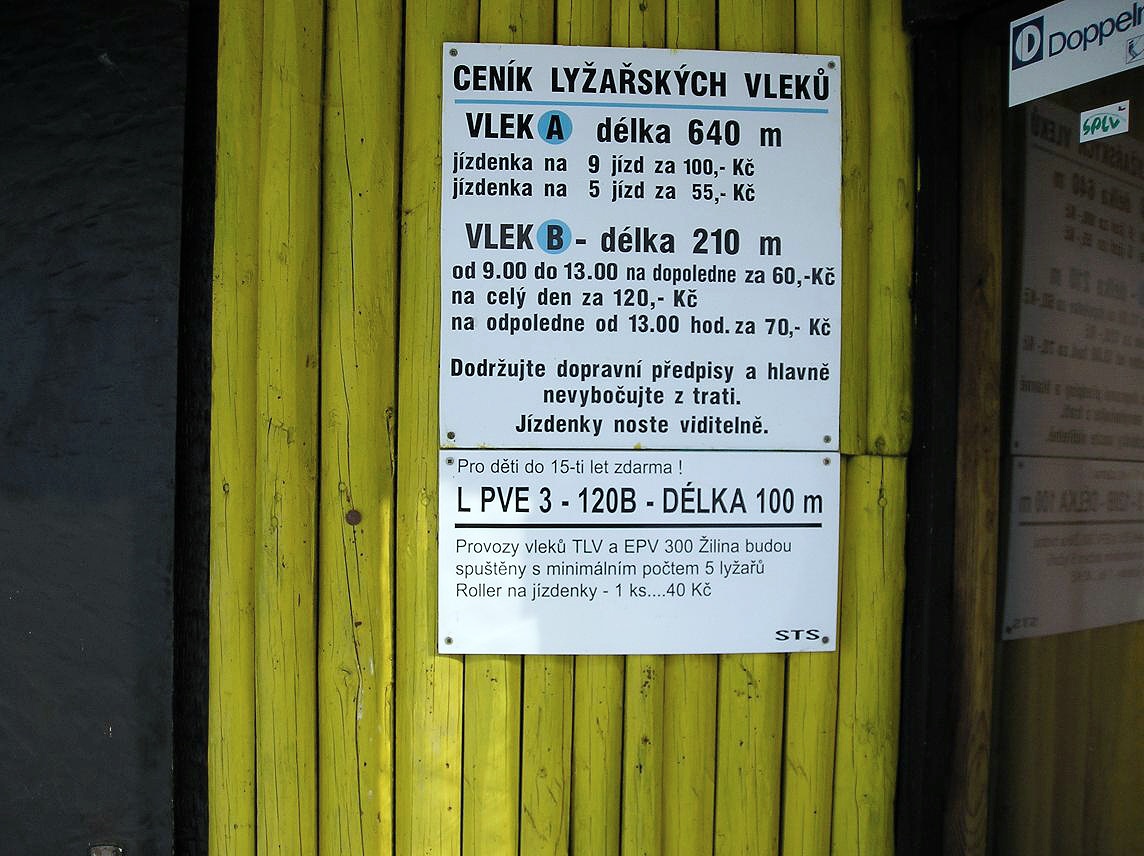 CENÍK LYŽAŘSKÝCH VLEKŮ
VLEK A délka 640 m
jízdenka na 9 jízd za 100,- Kč
jízdenka na 5 jízd za 55,- Kč
VLEK B - délka 210 m
od 9.00 do 13.00 na dopoledne za 60,-Kč
na celý den za 120,- Kč
na odpoledne od 13.00 hod. za 70,- Kč
Dodržujte dopravní předpisy a hlavně
nevybočujte z trati.
Jízdenky noste viditelně.
Pro děti do 15-ti let zdarma !
L PVE 3 - 120B - DÉLKA 100 m
Provozy vleků TLV a EPV 300 Žilina budou
spuštěny s minimálním počtem 5 lyžařů
Roller na jízdenky - 1 ks....40 Kč
STS